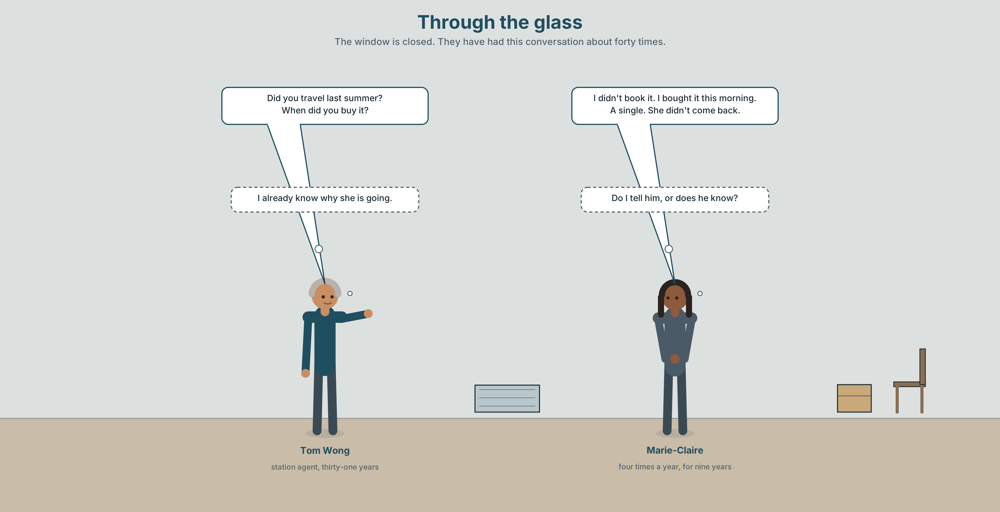 Through the glass
The window is closed. They have had this conversation about forty times.
Did you travel last summer?
When did you buy it?
I didn't book it. I bought it this morning.
A single. She didn't come back.
I already know why she is going.
Do I tell him, or does he know?
Tom Wong
station agent, thirty-one years
Marie-Claire
four times a year, for nine years